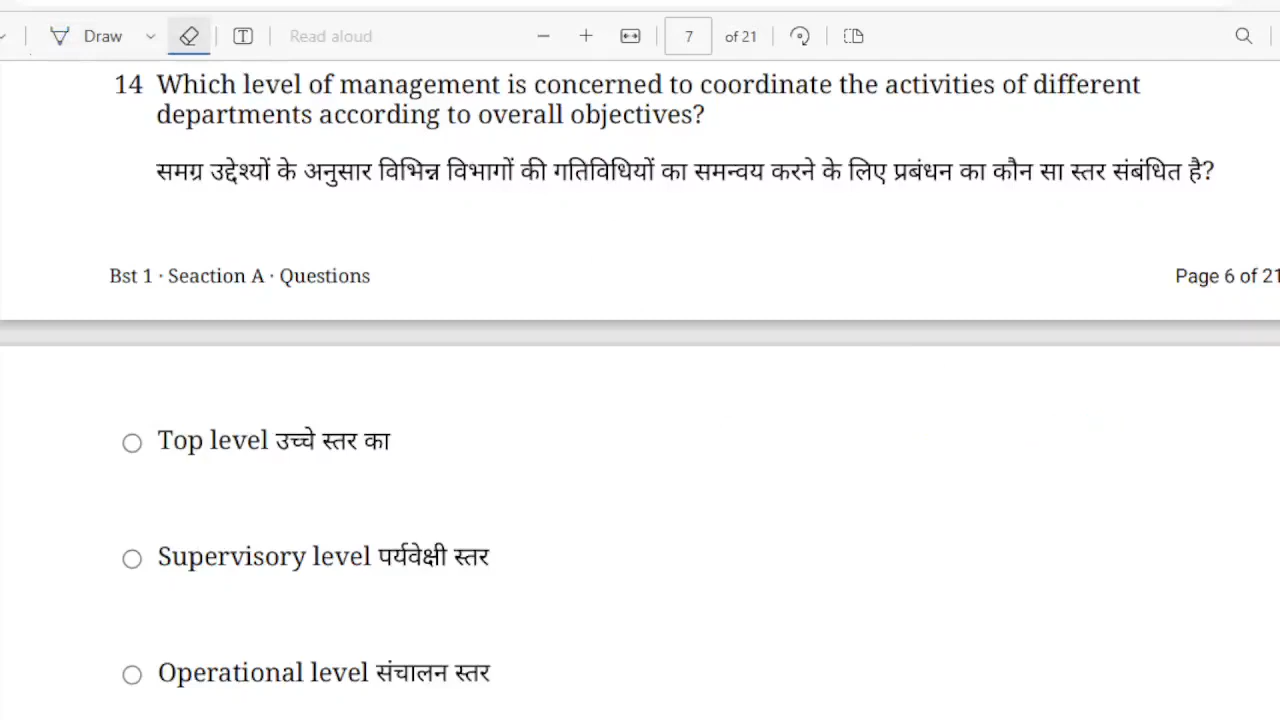 Draw
Read aloud
7 of 21
14 Which level of management is concerned to coordinate the activities of different
departments according to overall objectives?
समग्र उद्देश्यों के अनुसार विभिन्न विभागों की गतिविधियों का समन्वय करने के लिए प्रबंधन का कौन सा स्तर संबंधित है?
Bst 1 · Seaction A · Questions
Page 6 of 21
Top level उच्चे स्तर का
Supervisory level पर्यवेक्षी स्तर
Operational level संचालन स्तर